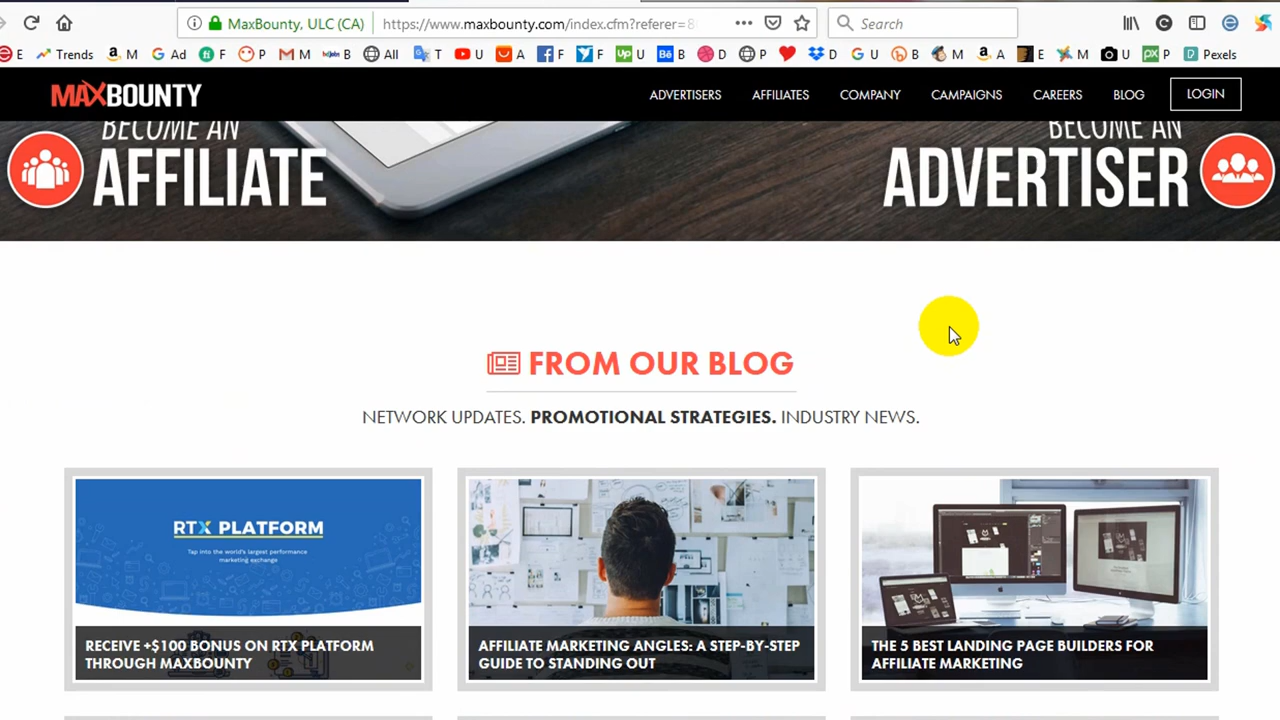 MaxBounty, ULC (CA)
https://www.maxbounty.com/index.cfm?referer=8
Search
E Trends M Ad F P M B All T U A F F U B D P D U B M A E M U P Pexels
MAXBOUNTY
ADVERTISERS AFFILIATES COMPANY CAMPAIGNS CAREERS BLOG LOGIN
BECOME AN
AFFILIATE
BECOME AN
ADVERTISER
FROM OUR BLOG
NETWORK UPDATES. PROMOTIONAL STRATEGIES. INDUSTRY NEWS.
RTX PLATFORM
Tap into the world's largest performance
marketing exchange
RECEIVE +$100 BONUS ON RTX PLATFORM
THROUGH MAXBOUNTY
AFFILIATE MARKETING ANGLES: A STEP-BY-STEP
GUIDE TO STANDING OUT
THE 5 BEST LANDING PAGE BUILDERS FOR
AFFILIATE MARKETING